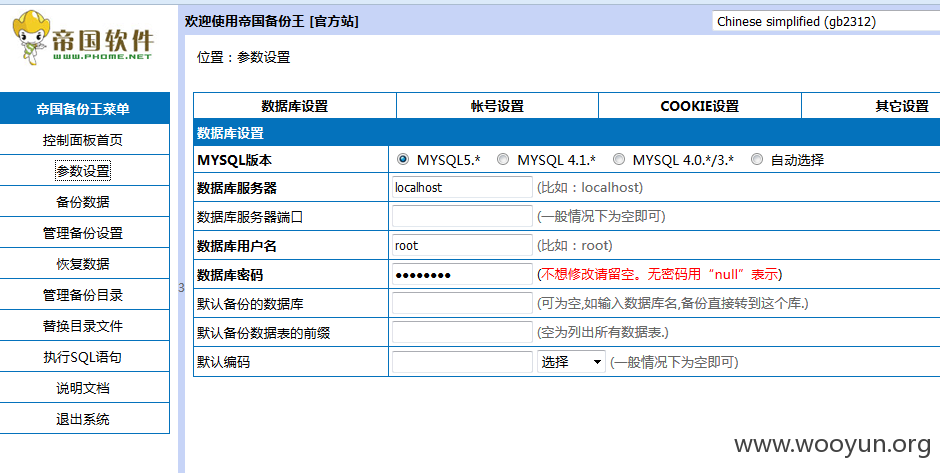 帝国软件
WWW.PHOME.NET
欢迎使用帝国备份王 [官方站]
Chinese simplified (gb2312)
位置：参数设置
帝国备份王菜单
控制面板首页
参数设置
备份数据
管理备份设置
恢复数据
管理备份目录
替换目录文件
执行SQL语句
说明文档
退出系统
3
数据库设置 帐号设置 COOKIE设置 其它设置
数据库设置
MYSQL版本 MYSQL5.* MYSQL 4.1.* MYSQL 4.0.*/3.* 自动选择
数据库服务器 localhost (比如：localhost)
数据库服务器端口 (一般情况下为空即可)
数据库用户名 root (比如：root)
数据库密码 ●●●●●●●● (不想修改请留空。无密码用“null”表示)
默认备份的数据库 (可为空,如输入数据库名,备份直接转到这个库.)
默认备份数据表的前缀 (空为列出所有数据表.)
默认编码 选择 (一般情况下为空即可)
www.wooyun.org